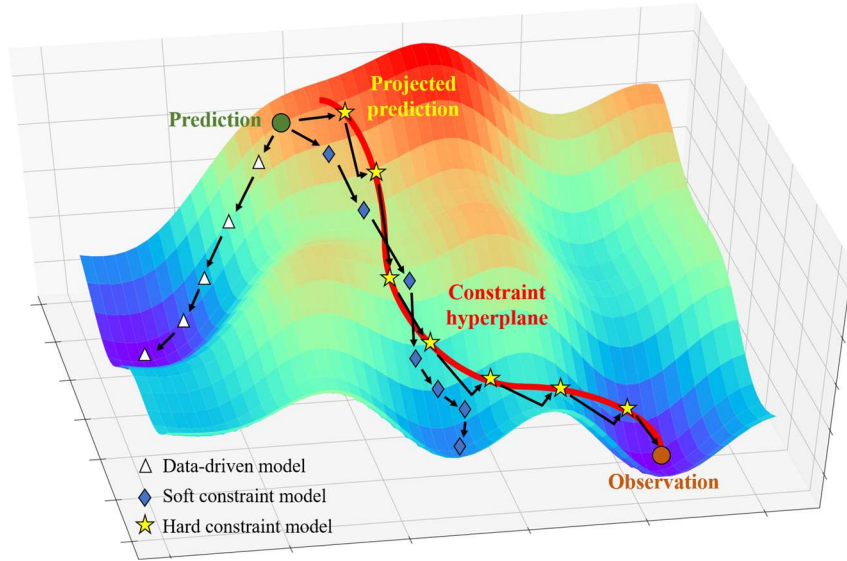 Projected
prediction
Prediction
Constraint
hyperplane
Data-driven model
Soft constraint model
Hard constraint model
Observation